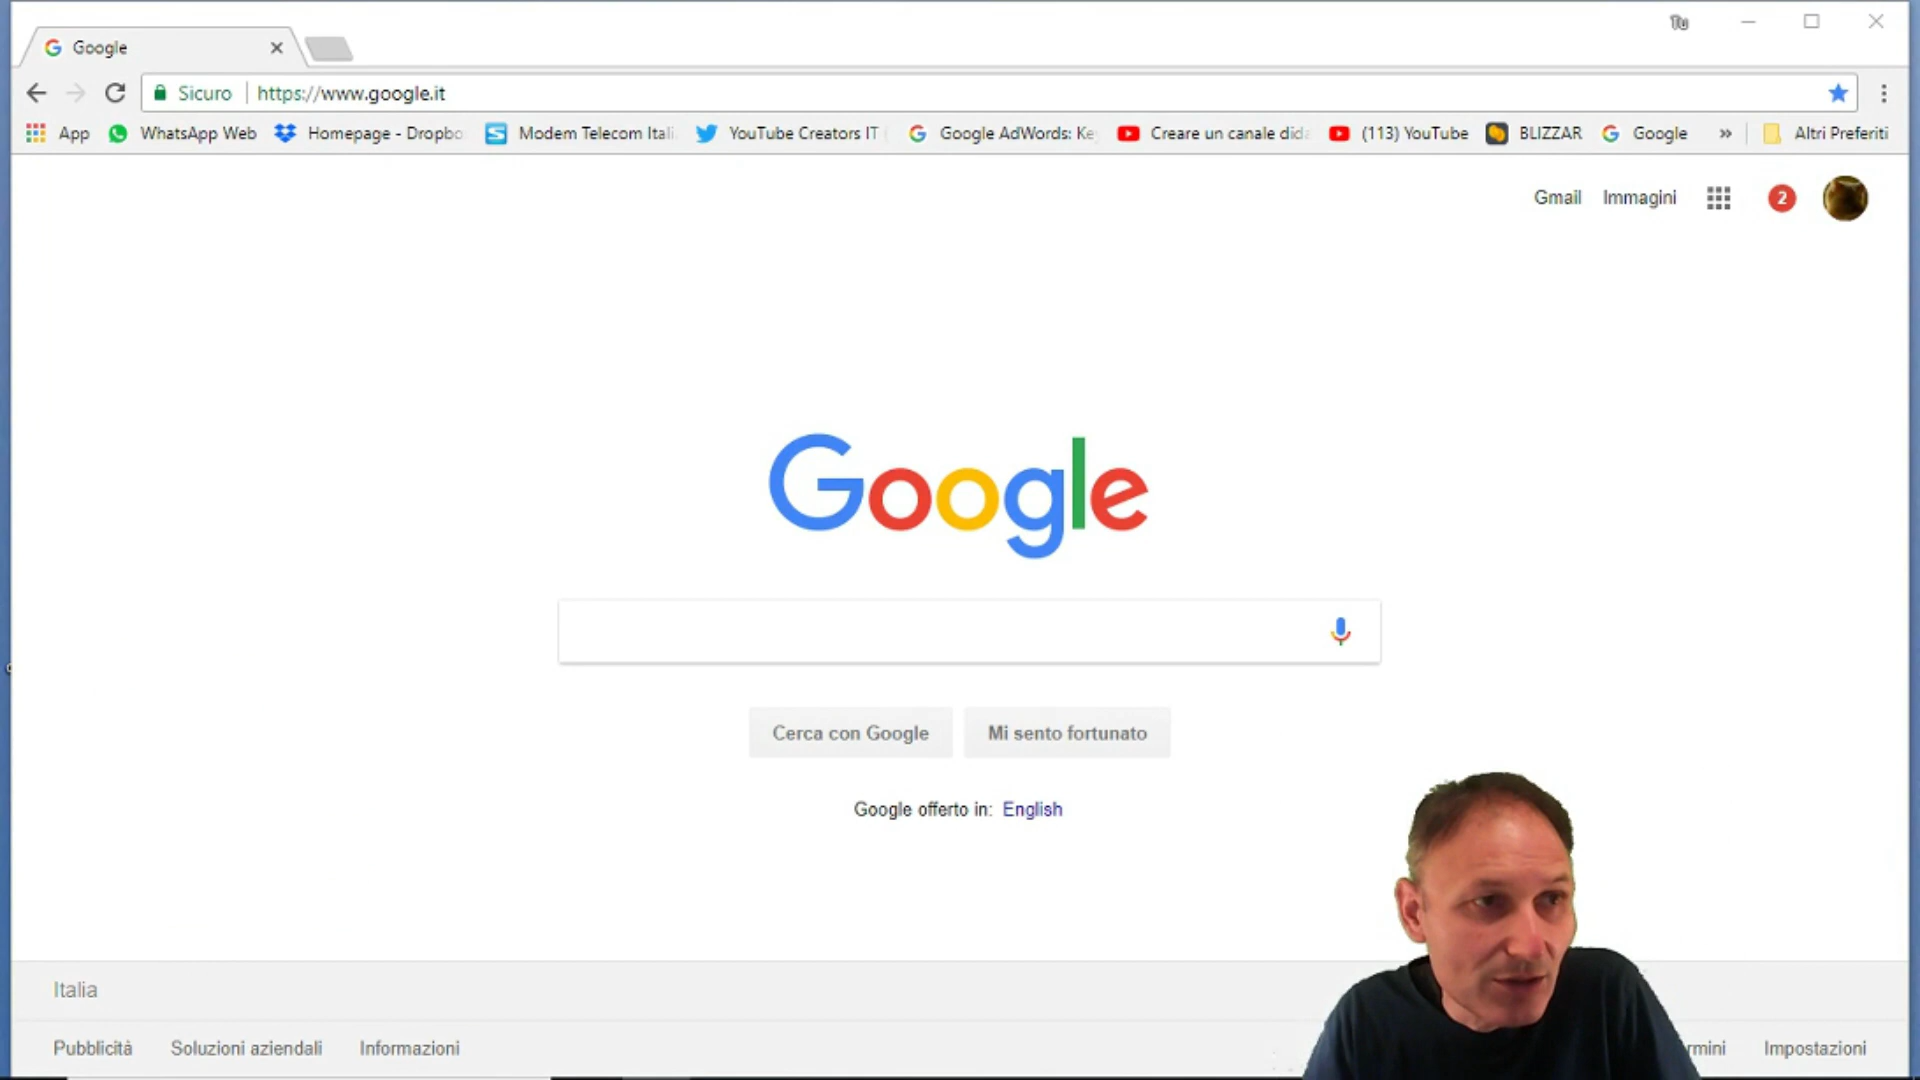 Tu
Google
Sicuro https://www.google.it
App WhatsApp Web Homepage - Dropbo Modem Telecom Itali YouTube Creators IT Google AdWords: Ke Creare un canale dida (113) YouTube BLIZZAR Google » Altri Preferiti
Gmail Immagini 2
Google
Cerca con Google Mi sento fortunato
Google offerto in: English
Italia
Pubblicità Soluzioni aziendali Informazioni rmini Impostazioni